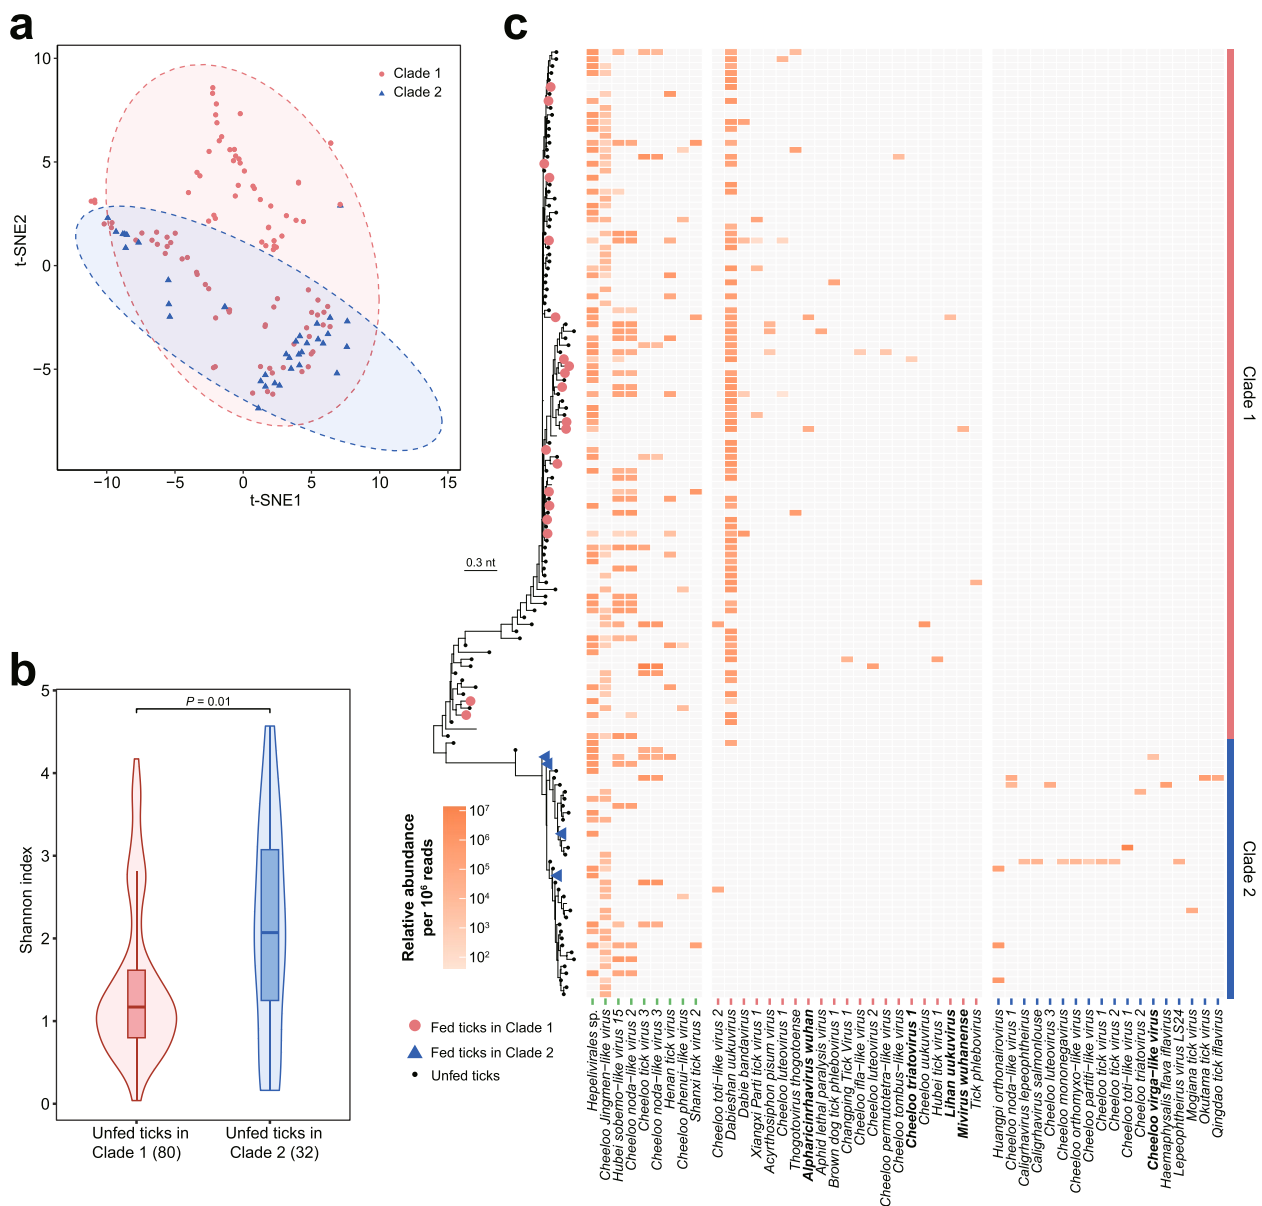 a
10
5
0
−5
t-SNE2
−10
−5
0
5
10
15
t-SNE1
Clade 1
Clade 2
b
5
4
3
2
1
0
Shannon index
P = 0.01
Unfed ticks in
Clade 1 (80)
Unfed ticks in
Clade 2 (32)
c
0.3 nt
Relative abundance
per 10⁶ reads
10⁷
10⁶
10⁵
10⁴
10³
10²
Fed ticks in Clade 1
Fed ticks in Clade 2
Unfed ticks
Clade 1
Clade 2
Hepelivirales sp.
Cheeloo Jingmen−like virus
Hubei sobemo−like virus 15
Cheeloo noda−like virus 2
Cheeloo tick virus 3
Cheeloo noda−like virus 3
Henan tick virus
Cheeloo phenui−like virus
Shanxi tick virus 2
Cheeloo toti−like virus 2
Dabieshan uukuvirus
Dabie bandavirus
Xiangxi Parti tick virus 1
Acyrthosiphon pisum virus
Cheeloo luteovirus 1
Thogotovirus thogotoense
Alpharicinrhavirus wuhan
Aphid lethal paralysis virus
Brown dog tick phlebovirus 1
Changping Tick Virus 1
Cheeloo ifla−like virus
Cheeloo luteovirus 2
Cheeloo permutotetra−like virus
Cheeloo tombus−like virus
Cheeloo triatovirus 1
Cheeloo uukuvirus
Hubei tick virus 1
Lihan uukuvirus
Mivirus wuhanense
Tick phlebovirus
Huangpi orthonairovirus
Cheeloo noda−like virus 1
Caligrhavirus lepeophtheirus
Caligrhavirus salmonlouse
Cheeloo luteovirus 3
Cheeloo mononegavirus
Cheeloo orthomyxo−like virus
Cheeloo partiti−like virus
Cheeloo tick virus 1
Cheeloo tick virus 2
Cheeloo toti−like virus 1
Cheeloo triatovirus 2
Cheeloo virga−like virus
Haemaphysalis flava iflavirus
Lepeophtheirus virus LS24
Mogiana tick virus
Okutama tick virus
Qingdao tick iflavirus